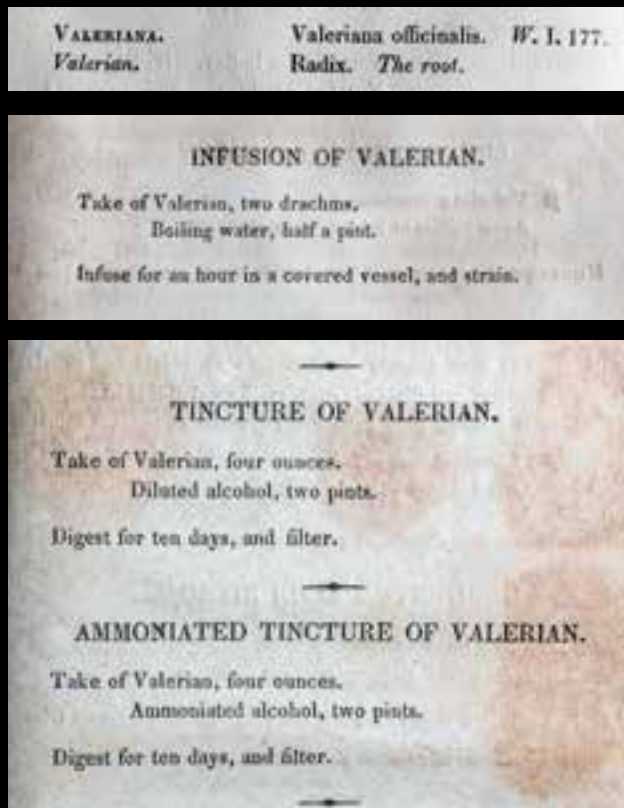 VALERIANA. Valeriana officinalis. W. I. 177.
Valerian. Radix. The root.
INFUSION OF VALERIAN.
Take of Valerian, two drachms.
Boiling water, half a pint.
Infuse for an hour in a covered vessel, and strain.
TINCTURE OF VALERIAN.
Take of Valerian, four ounces.
Diluted alcohol, two pints.
Digest for ten days, and filter.
AMMONIATED TINCTURE OF VALERIAN.
Take of Valerian, four ounces.
Ammoniated alcohol, two pints.
Digest for ten days, and filter.